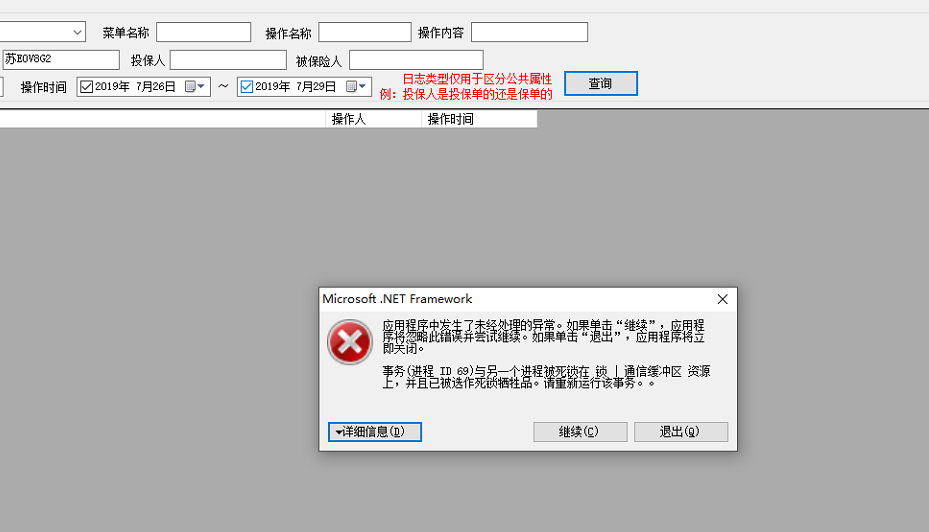 菜单名称 操作名称 操作内容
苏E0V8G2 投保人 被保险人
操作时间 2019年 7月26日 ～ 2019年 7月29日 日志类型仅用于区分公共属性 查询
例：投保人是投保单的还是保单的
操作人 操作时间
Microsoft .NET Framework
应用程序中发生了未经处理的异常。如果单击“继续”，应用程
序将忽略此错误并尝试继续。如果单击“退出”，应用程序将立
即关闭。
事务(进程 ID 69)与另一个进程被死锁在 锁 | 通信缓冲区 资源
上，并且已被选作死锁牺牲品。请重新运行该事务。。
详细信息(D) 继续(C) 退出(Q)